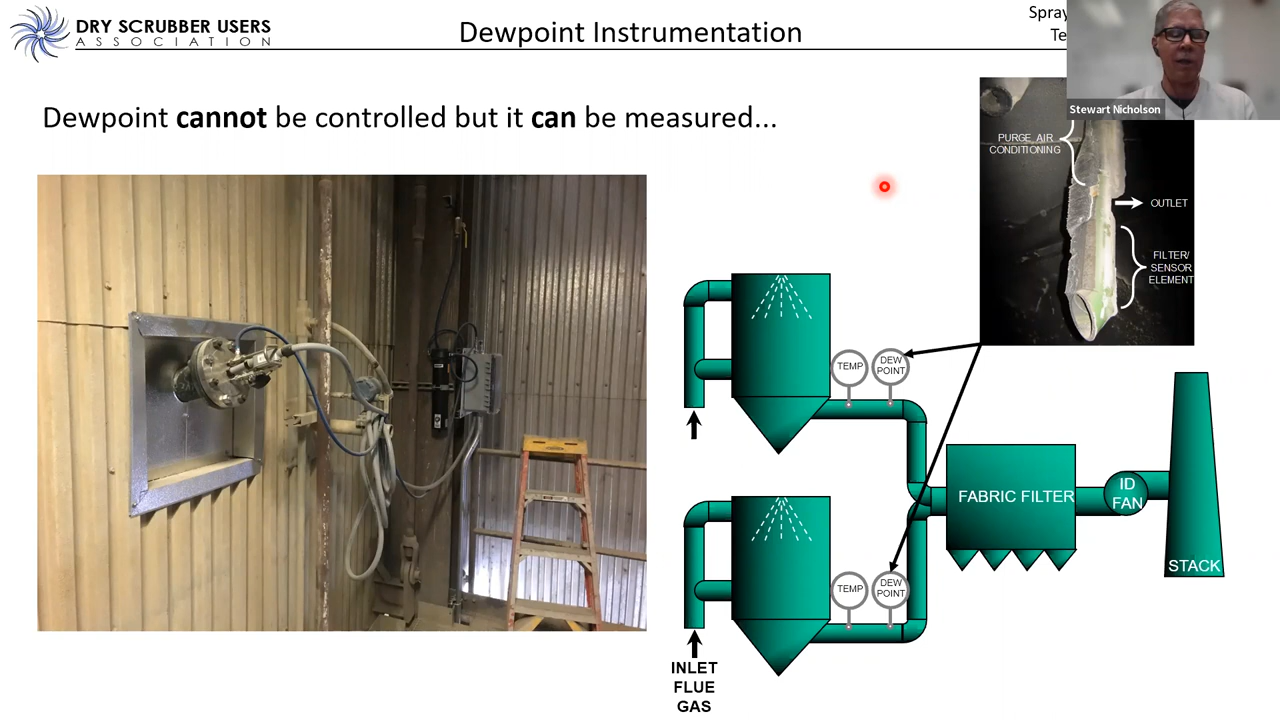 DRY SCRUBBER USERS
ASSOCIATION
Dewpoint Instrumentation
Spray
Te
Stewart Nicholson
Dewpoint cannot be controlled but it can be measured...
PURGE AIR
CONDITIONING
OUTLET
FILTER/
SENSOR
ELEMENT
TEMP
DEW
POINT
FABRIC FILTER
ID
FAN
STACK
TEMP
DEW
POINT
INLET
FLUE
GAS